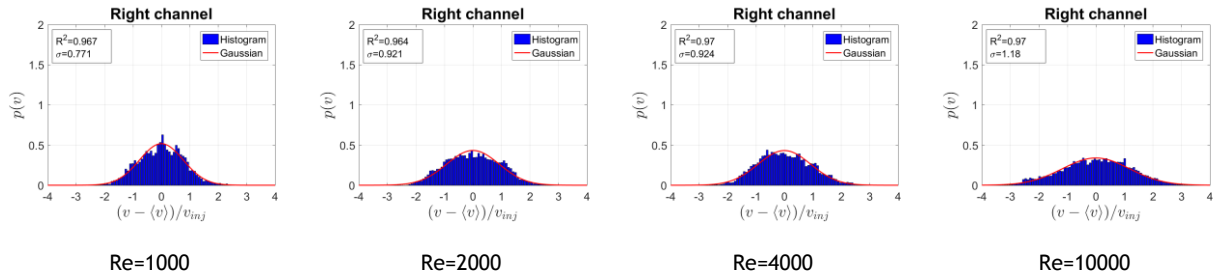 Right channel
R²=0.967
σ=0.771
Histogram
Gaussian
2
1.5
1
0.5
0
p(v)
-4 -3 -2 -1 0 1 2 3 4
(v − ⟨v⟩)/v_inj
Re=1000
Right channel
R²=0.964
σ=0.921
Histogram
Gaussian
2
1.5
1
0.5
0
p(v)
-4 -3 -2 -1 0 1 2 3 4
(v − ⟨v⟩)/v_inj
Re=2000
Right channel
R²=0.97
σ=0.924
Histogram
Gaussian
2
1.5
1
0.5
0
p(v)
-4 -3 -2 -1 0 1 2 3 4
(v − ⟨v⟩)/v_inj
Re=4000
Right channel
R²=0.97
σ=1.18
Histogram
Gaussian
2
1.5
1
0.5
0
p(v)
-4 -3 -2 -1 0 1 2 3 4
(v − ⟨v⟩)/v_inj
Re=10000